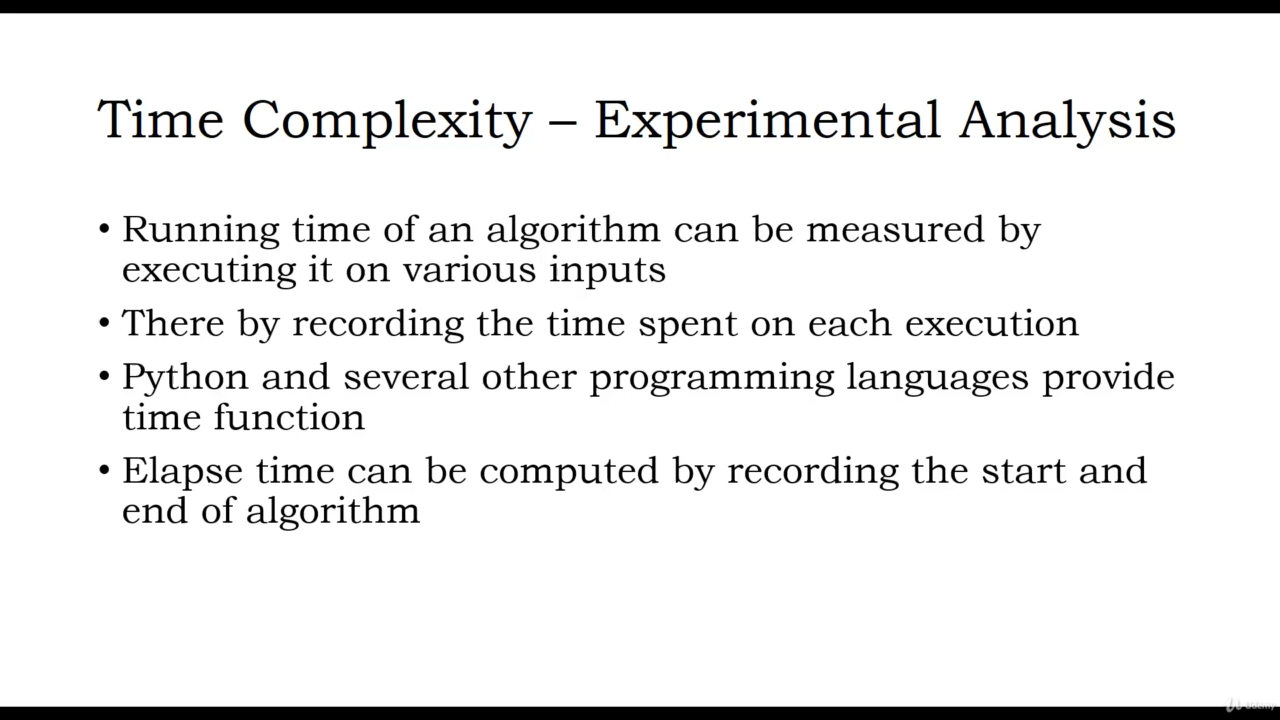 Time Complexity – Experimental Analysis
• Running time of an algorithm can be measured by
executing it on various inputs
• There by recording the time spent on each execution
• Python and several other programming languages provide
time function
• Elapse time can be computed by recording the start and
end of algorithm
Udemy